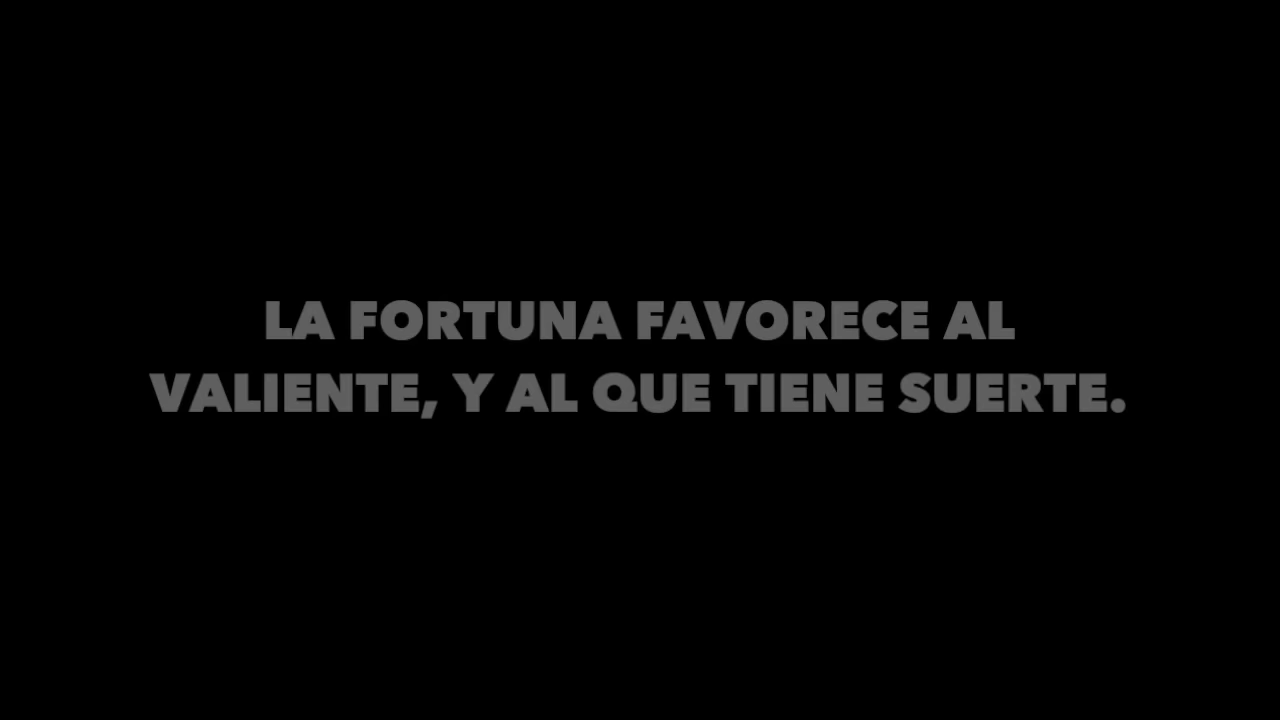 LA FORTUNA FAVORECE AL
VALIENTE, Y AL QUE TIENE SUERTE.